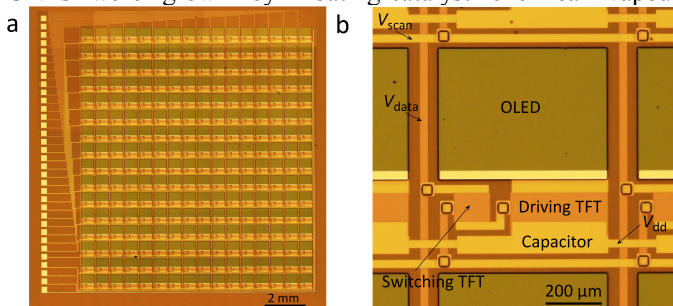 a
b
Vscan
Vdata
OLED
Driving TFT
Vdd
Capacitor
Switching TFT
2 mm
200 μm